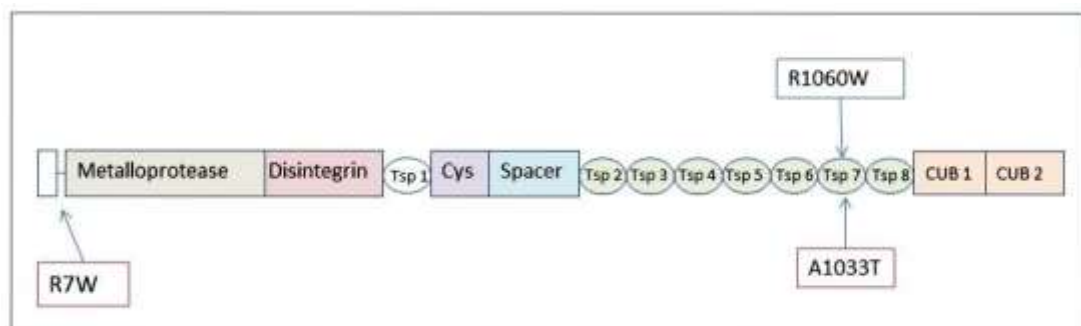 R1060W
Metalloprotease Disintegrin Tsp 1 Cys Spacer Tsp 2 Tsp 3 Tsp 4 Tsp 5 Tsp 6 Tsp 7 Tsp 8 CUB 1 CUB 2
R7W
A1033T